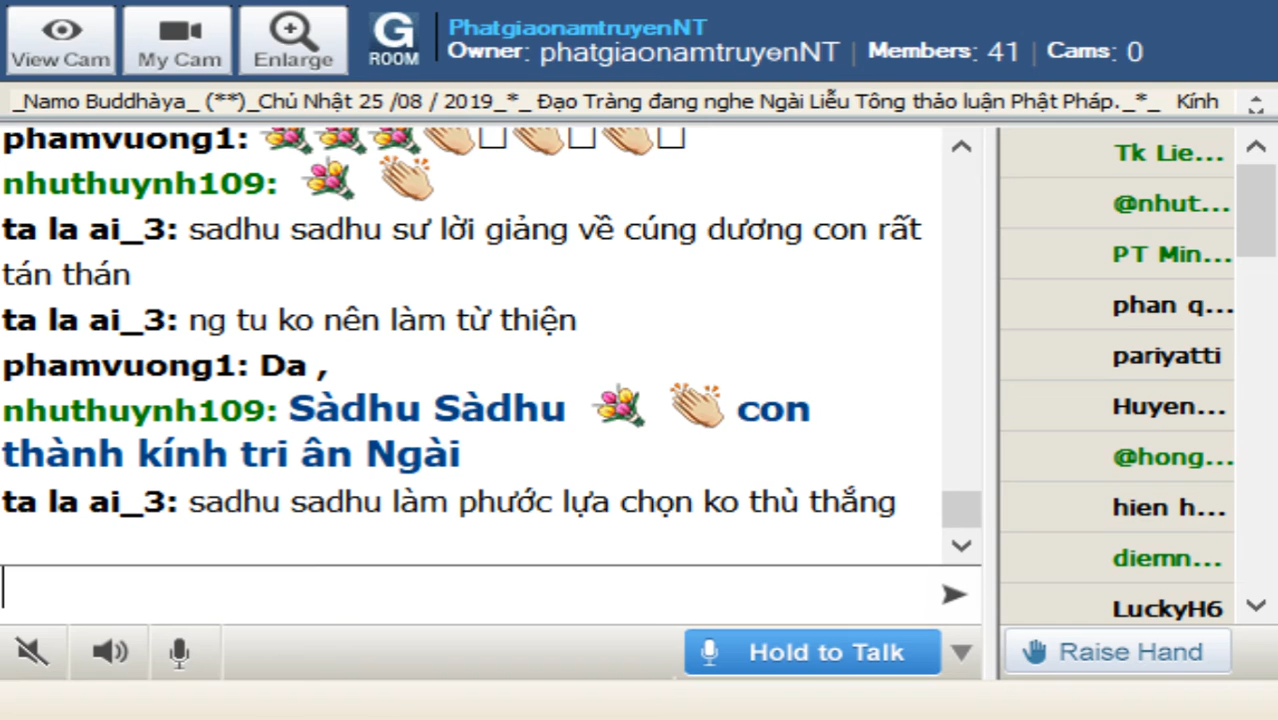 View Cam
My Cam
Enlarge
G
ROOM
PhatgiaonamtruyenNT
Owner: phatgiaonamtruyenNT | Members: 41 | Cams: 0
_Namo Buddhàya_ (**)_Chủ Nhật 25 /08 / 2019_*_ Đạo Tràng đang nghe Ngài Liễu Tông thảo luận Phật Pháp._*_ Kính
phamvuong1:
nhuthuynh109:
ta la ai_3: sadhu sadhu sư lời giảng về cúng dương con rất
tán thán
ta la ai_3: ng tu ko nên làm từ thiện
phamvuong1: Da ,
nhuthuynh109: Sàdhu Sàdhu con
thành kính tri ân Ngài
ta la ai_3: sadhu sadhu làm phước lựa chọn ko thù thắng
Tk Lie...
@nhut...
PT Min...
phan q...
pariyatti
Huyen...
@hong...
hien h...
diemn...
LuckyH6
Hold to Talk
Raise Hand